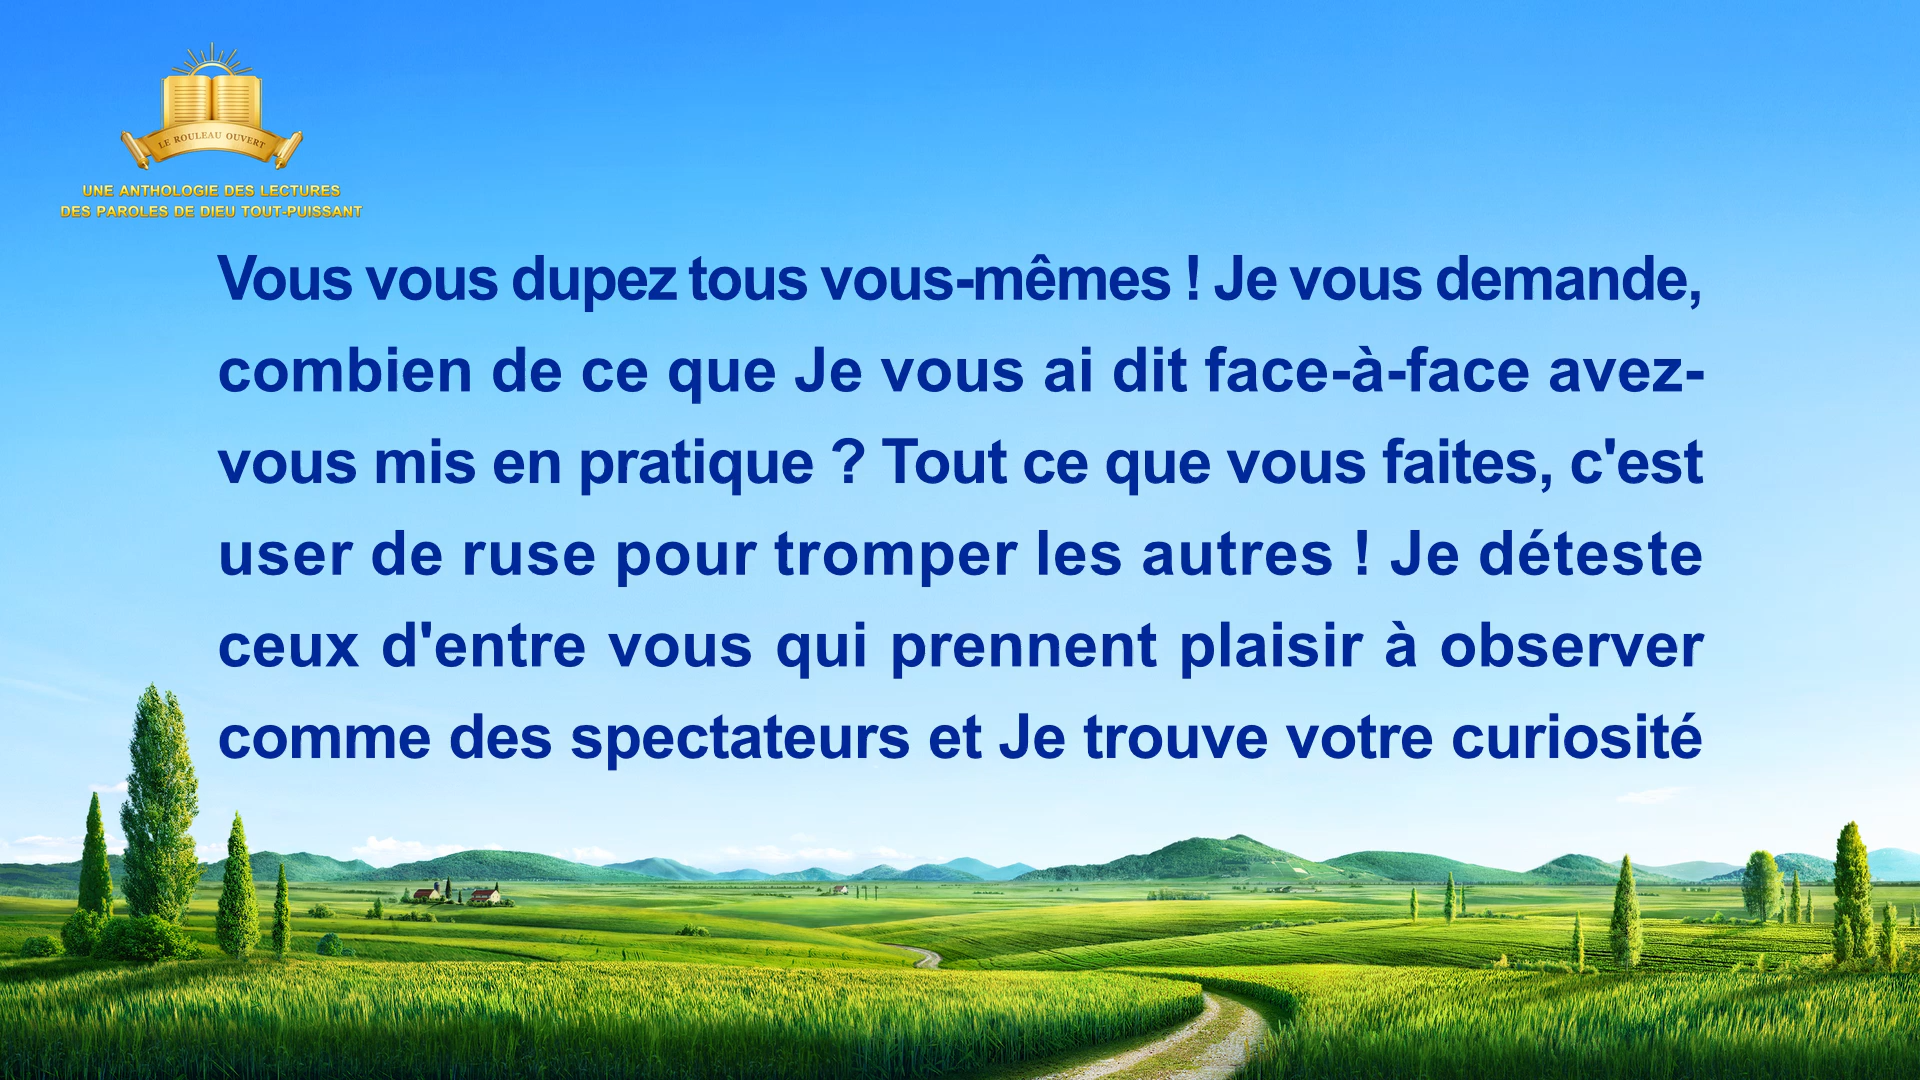 LE ROULEAU OUVERT
UNE ANTHOLOGIE DES LECTURES
DES PAROLES DE DIEU TOUT-PUISSANT
Vous vous dupez tous vous-mêmes ! Je vous demande,
combien de ce que Je vous ai dit face-à-face avez-
vous mis en pratique ? Tout ce que vous faites, c'est
user de ruse pour tromper les autres ! Je déteste
ceux d'entre vous qui prennent plaisir à observer
comme des spectateurs et Je trouve votre curiosité